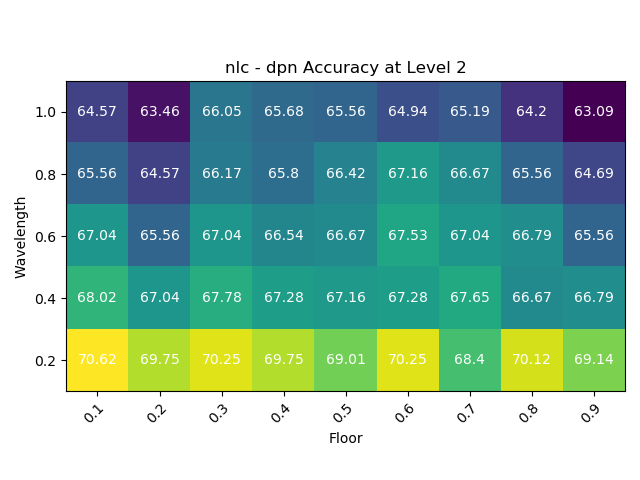 nlc - dpn Accuracy at Level 2
Wavelength
1.0 64.57 63.46 66.05 65.68 65.56 64.94 65.19 64.2 63.09
0.8 65.56 64.57 66.17 65.8 66.42 67.16 66.67 65.56 64.69
0.6 67.04 65.56 67.04 66.54 66.67 67.53 67.04 66.79 65.56
0.4 68.02 67.04 67.78 67.28 67.16 67.28 67.65 66.67 66.79
0.2 70.62 69.75 70.25 69.75 69.01 70.25 68.4 70.12 69.14
0.1 0.2 0.3 0.4 0.5 0.6 0.7 0.8 0.9
Floor